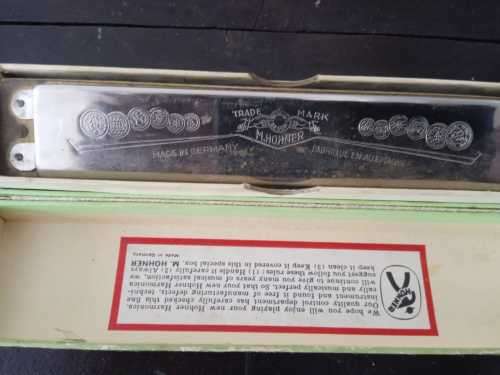 TRADE MARK
M.HOHNER
MADE IN GERMANY
FABRIQUÉ EN ALLEMAGNE
We hope you will enjoy playing your new Hohner Harmonica.
Our quality control department has carefully checked this fine
instrument and found it free of manufacturing defects, techni-
cally and musically perfect. So that your new Hohner Harmonica
will continue to give you many years of musical satisfaction, we
suggest you follow these rules: (1) Handle it carefully (2) Always
keep it clean (3) Keep it covered in this special box. M. HOHNER
Made in Germany
HOHNER